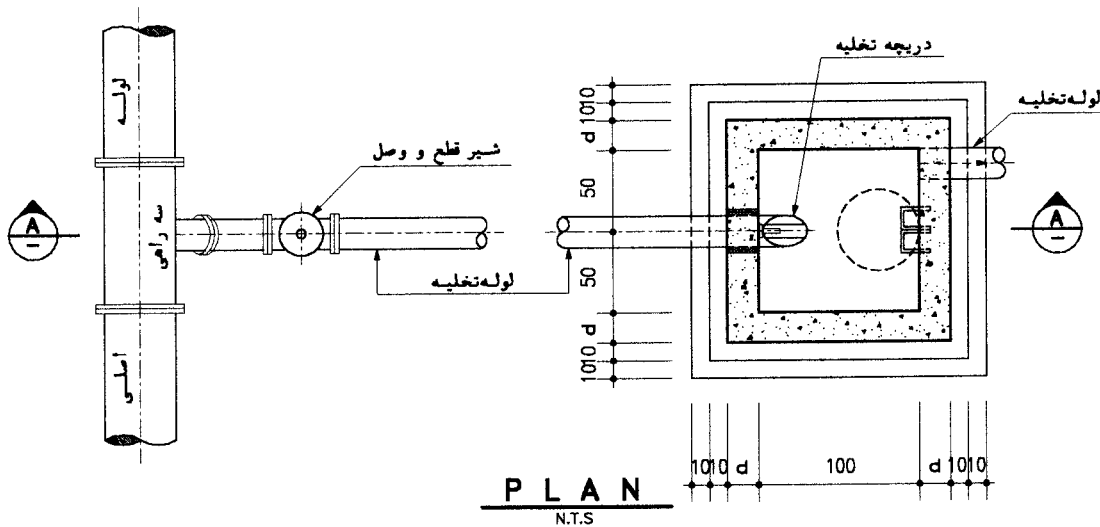 دریچه تخلیه
لوله تخلیه
شیر قطع و وصل
لوله
سه راهی
اصلی
لوله تخلیه
A
A
10
10
d
50
50
d
10
10
10
10
d
100
d
10
10
PLAN
N.T.S